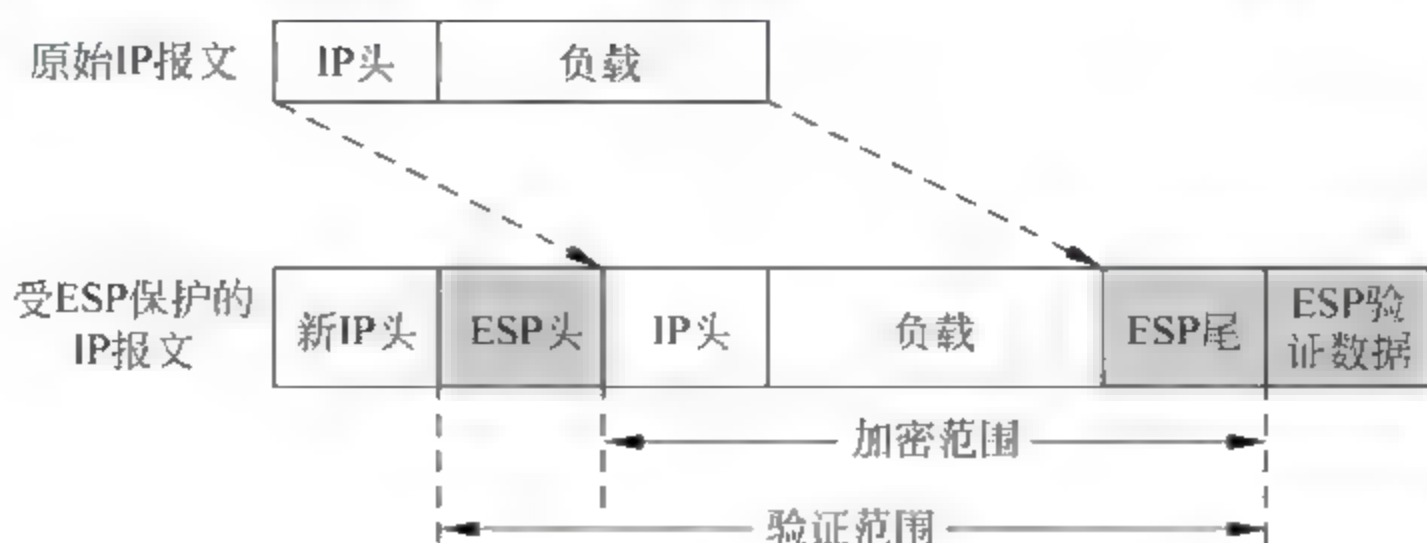 原始IP报文
IP头
负载
受ESP保护的
IP报文
新IP头
ESP头
IP头
负载
ESP尾
ESP验
证数据
加密范围
验证范围